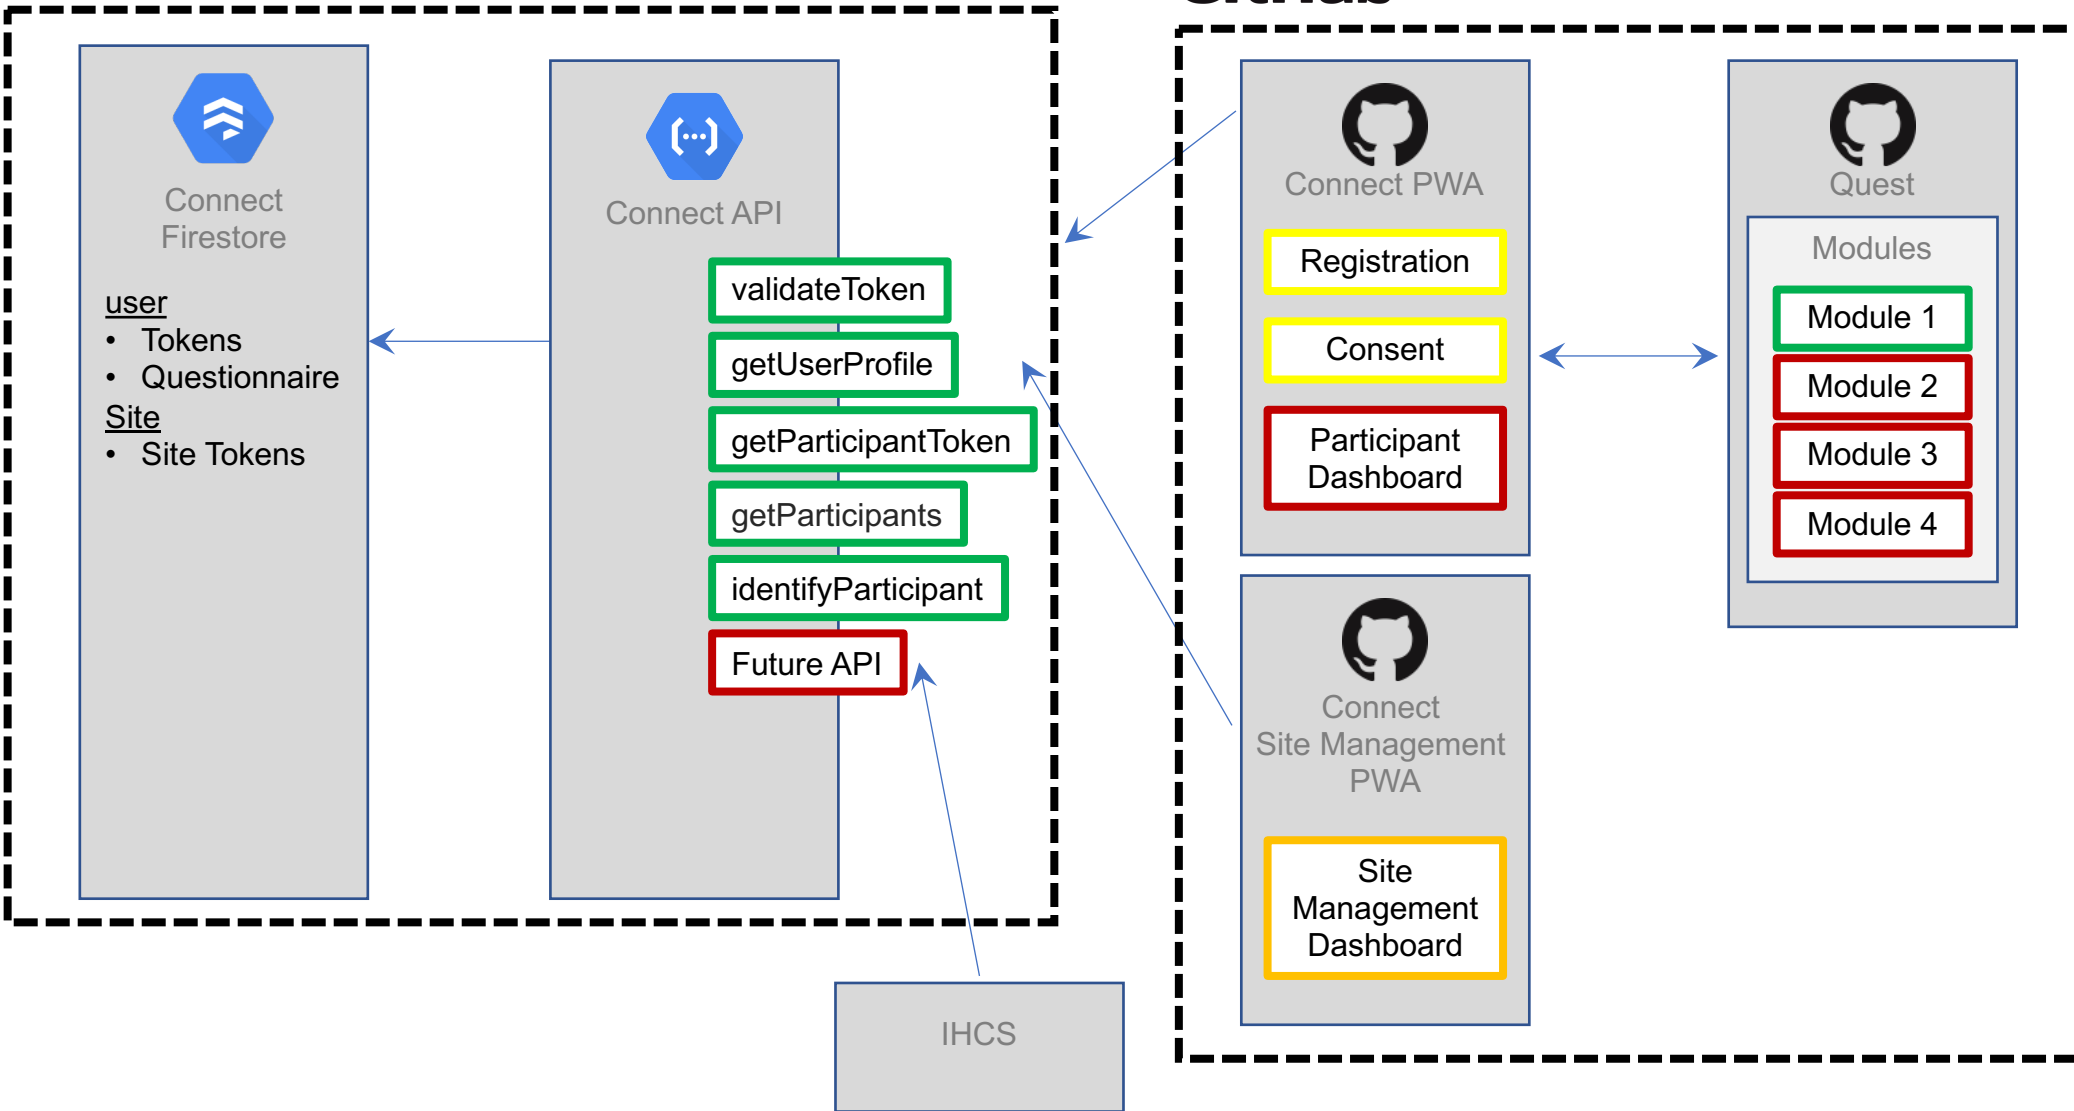 GitHub
Connect
Firestore
user
• Tokens
• Questionnaire
Site
• Site Tokens
Connect API
validateToken
getUserProfile
getParticipantToken
getParticipants
identifyParticipant
Future API
IHCS
Connect PWA
Registration
Consent
Participant
Dashboard
Connect
Site Management
PWA
Site
Management
Dashboard
Quest
Modules
Module 1
Module 2
Module 3
Module 4